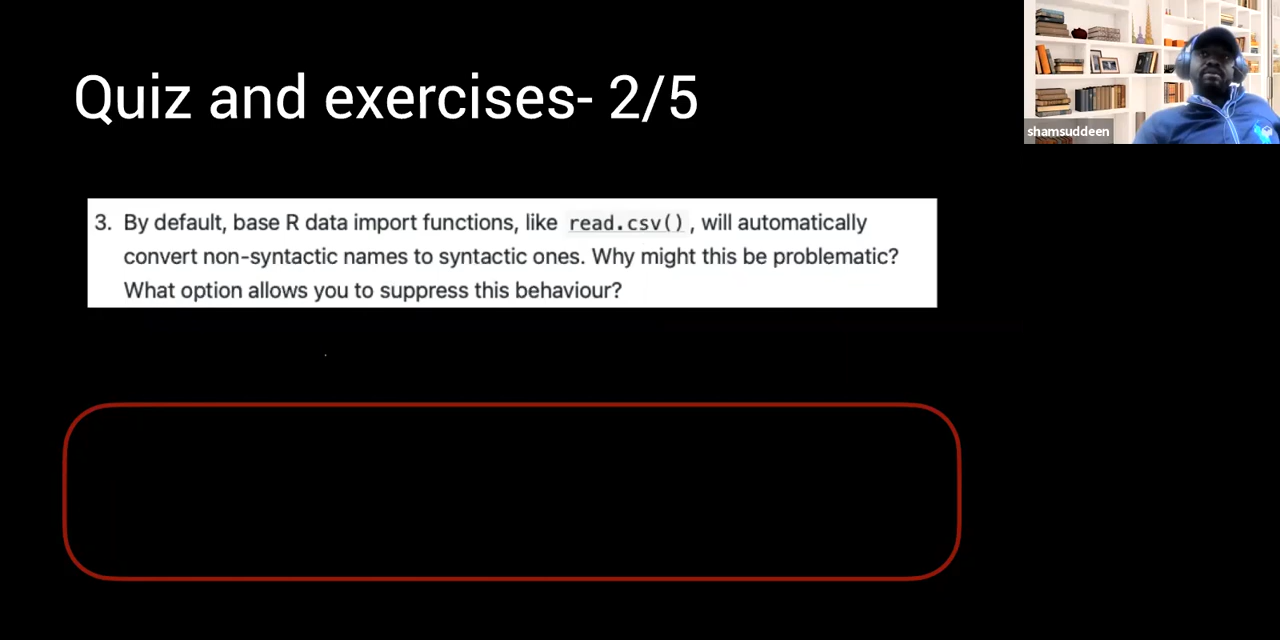 Quiz and exercises- 2/5
shamsuddeen
3. By default, base R data import functions, like read.csv(), will automatically
convert non-syntactic names to syntactic ones. Why might this be problematic?
What option allows you to suppress this behaviour?